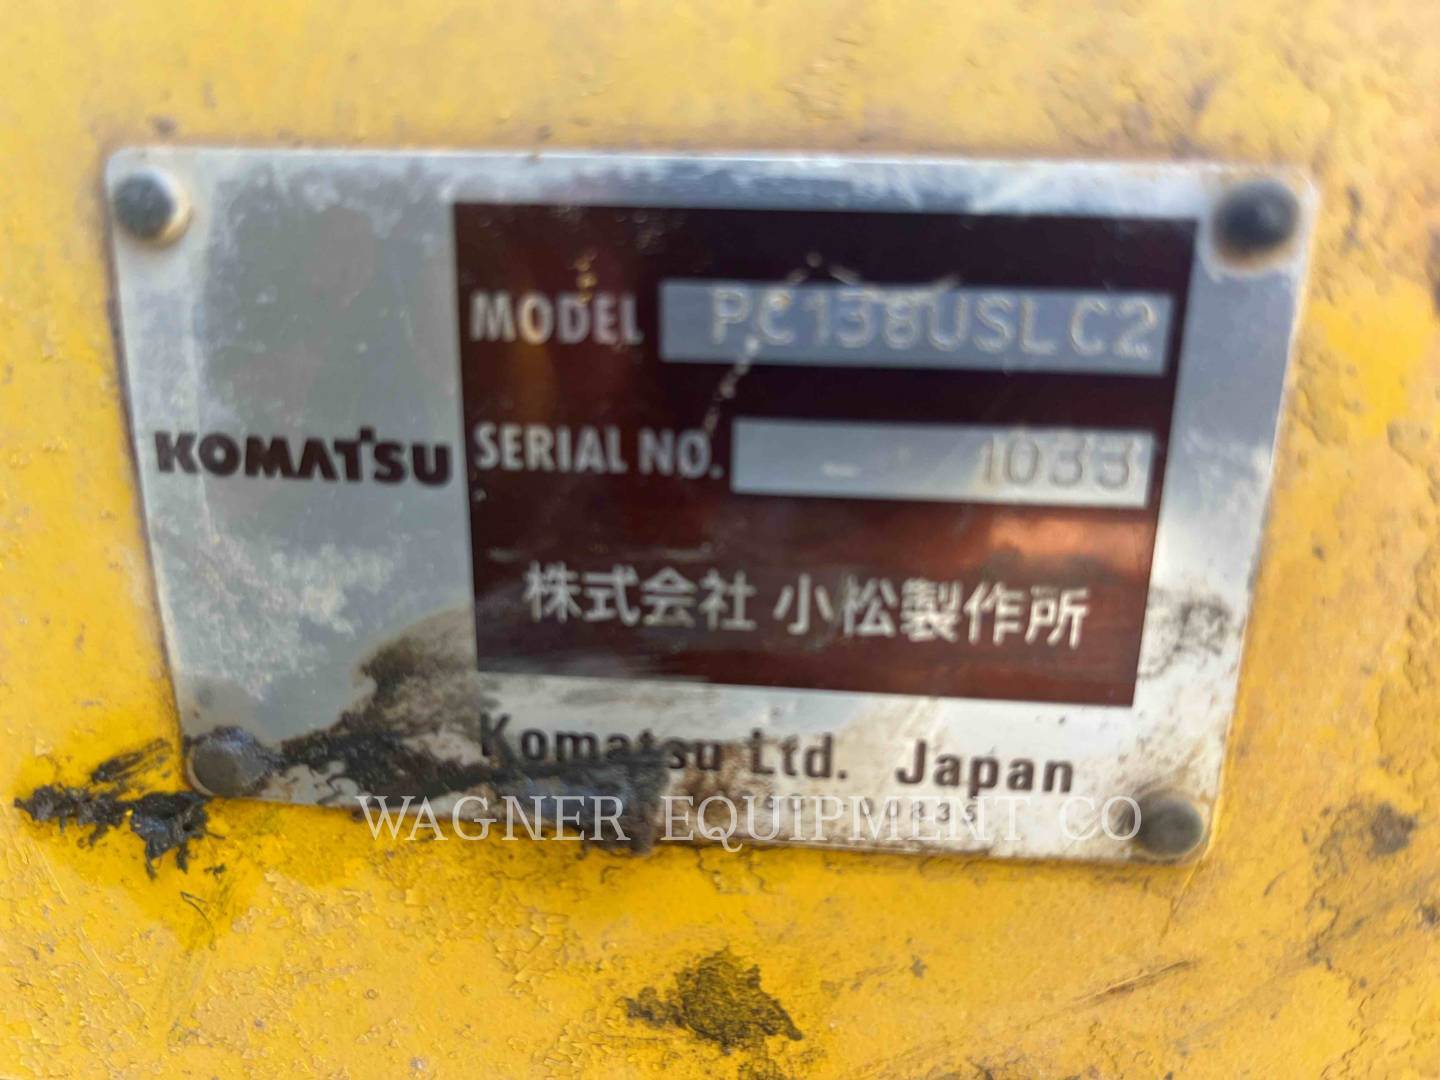 MODEL PC138USLC2
KOMATSU
SERIAL NO. 1033
株式会社 小松製作所
Komatsu Ltd. Japan
WAGNER EQUIPMENT CO